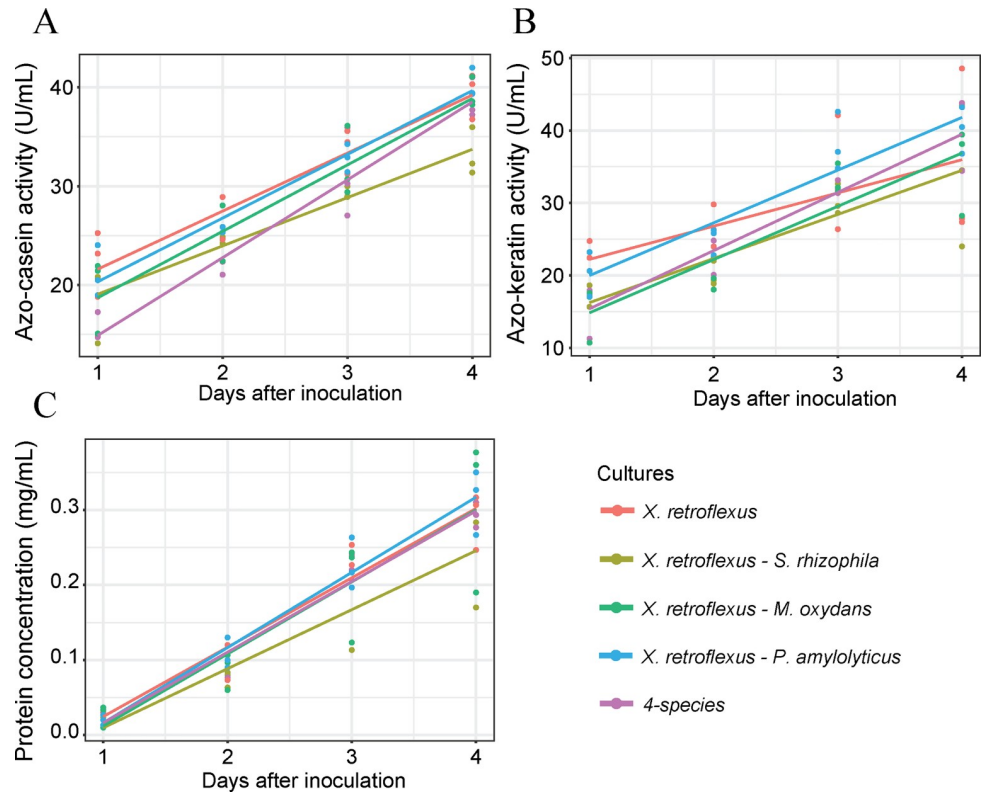 A
Azo-casein activity (U/mL)
40
30
20
1 2 3 4
Days after inoculation
B
Azo-keratin activity (U/mL)
50
40
30
20
10
1 2 3 4
Days after inoculation
C
Protein concentration (mg/mL)
0.3
0.2
0.1
0.0
1 2 3 4
Days after inoculation
Cultures
X. retroflexus
X. retroflexus - S. rhizophila
X. retroflexus - M. oxydans
X. retroflexus - P. amylolyticus
4-species